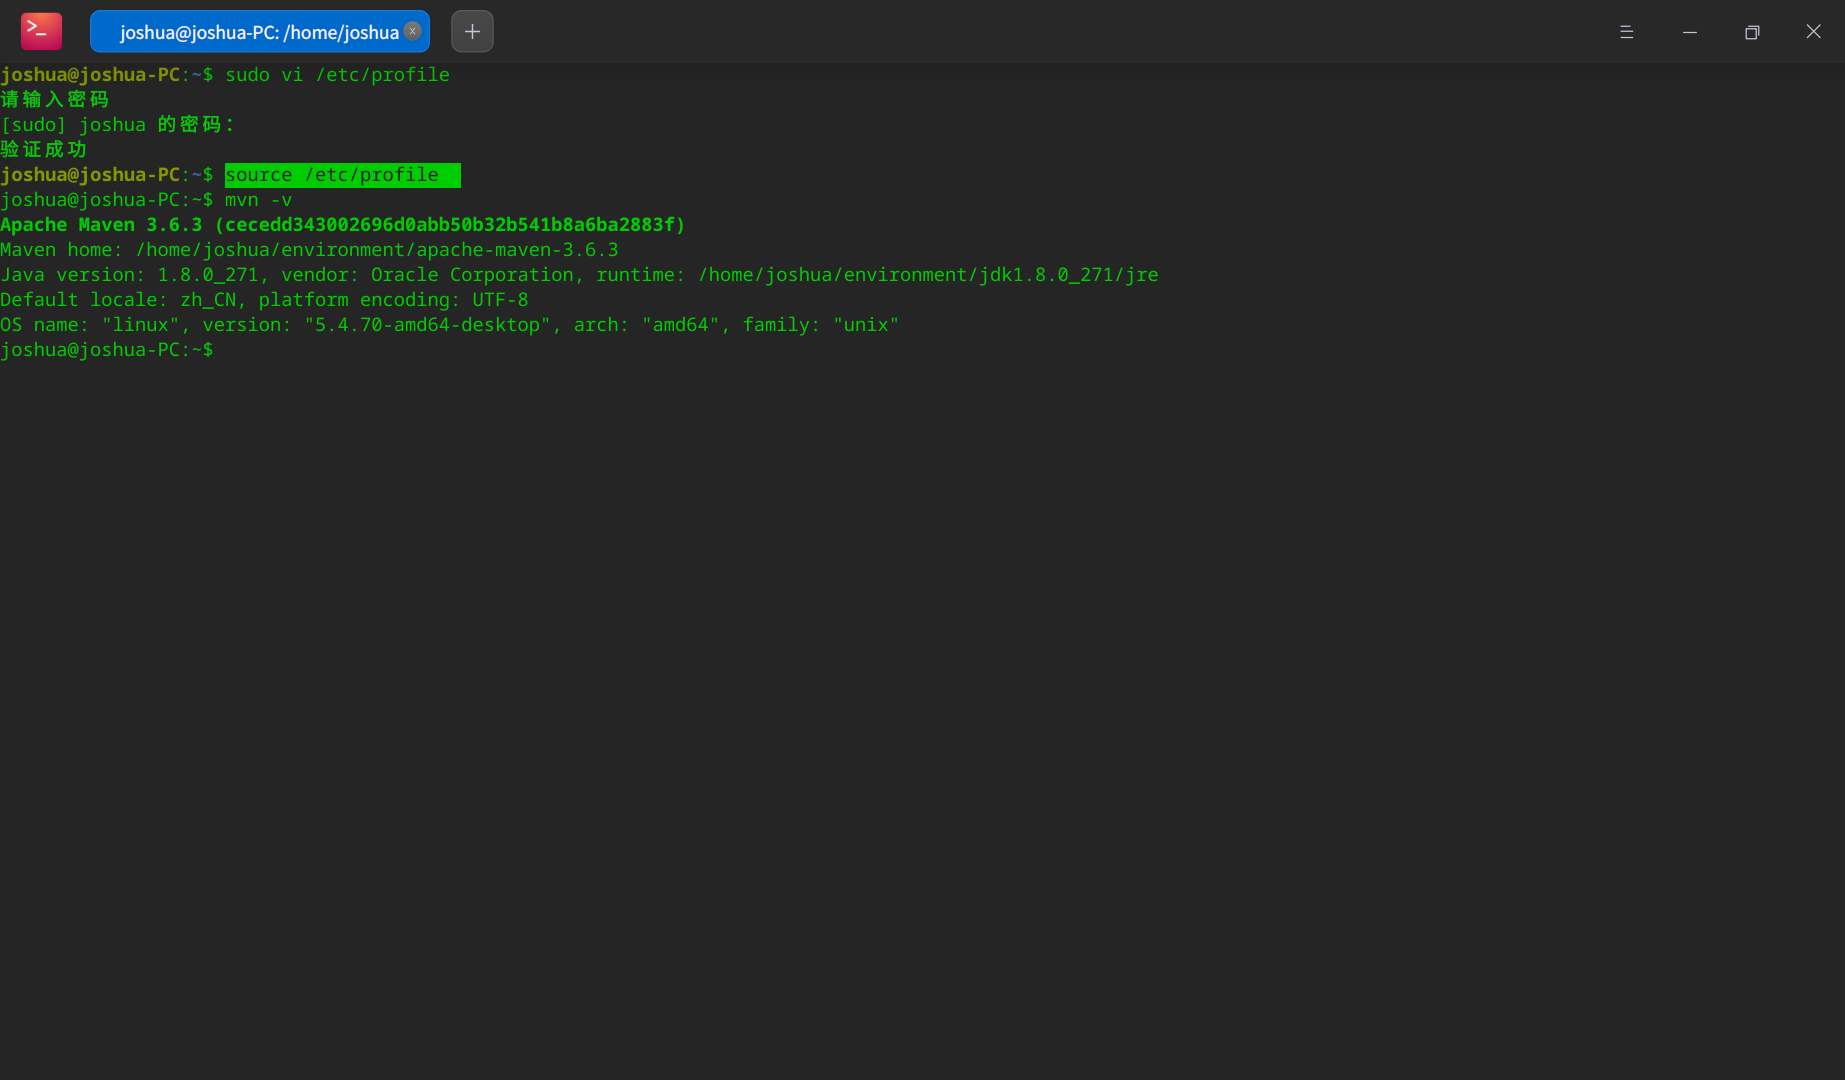 joshua@joshua-PC: /home/joshua
joshua@joshua-PC:~$ sudo vi /etc/profile
请输入密码
[sudo] joshua 的密码：
验证成功
joshua@joshua-PC:~$ source /etc/profile
joshua@joshua-PC:~$ mvn -v
Apache Maven 3.6.3 (cecedd343002696d0abb50b32b541b8a6ba2883f)
Maven home: /home/joshua/environment/apache-maven-3.6.3
Java version: 1.8.0_271, vendor: Oracle Corporation, runtime: /home/joshua/environment/jdk1.8.0_271/jre
Default locale: zh_CN, platform encoding: UTF-8
OS name: "linux", version: "5.4.70-amd64-desktop", arch: "amd64", family: "unix"
joshua@joshua-PC:~$